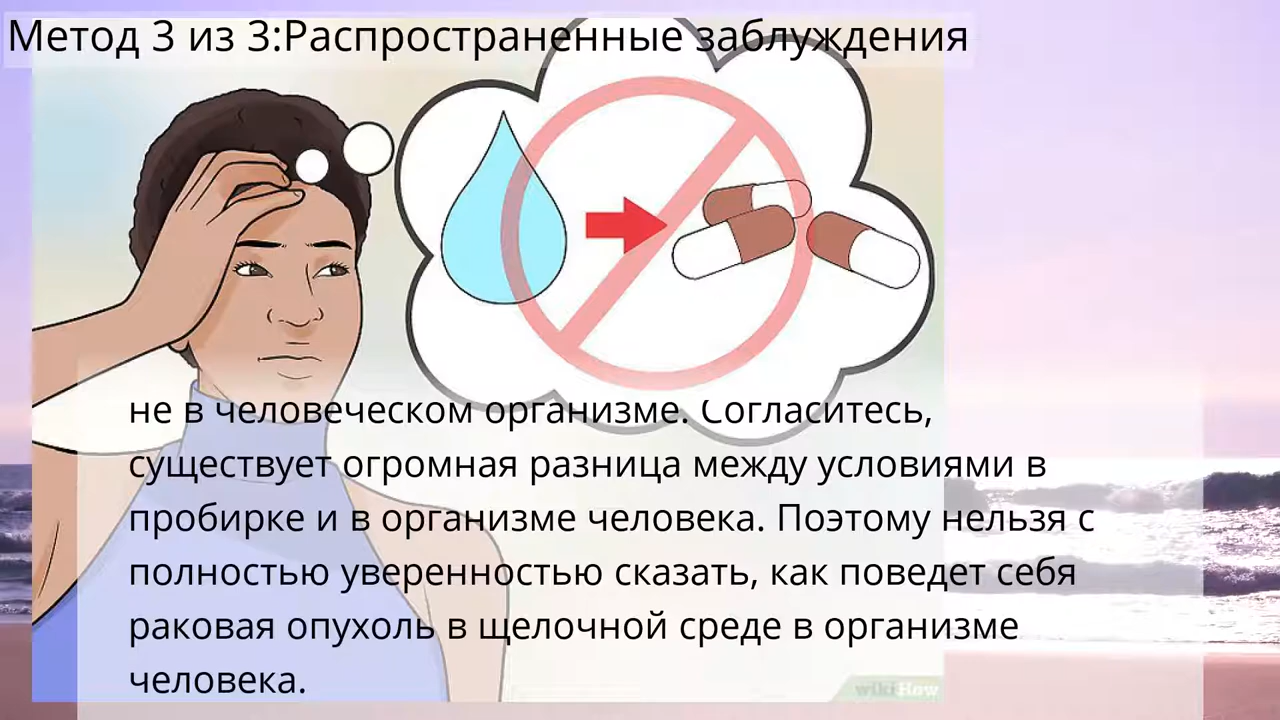 Метод 3 из 3:Распространенные заблуждения
не в человеческом организме. Согласитесь,
существует огромная разница между условиями в
пробирке и в организме человека. Поэтому нельзя с
полностью уверенностью сказать, как поведет себя
раковая опухоль в щелочной среде в организме
человека.
wikiHow